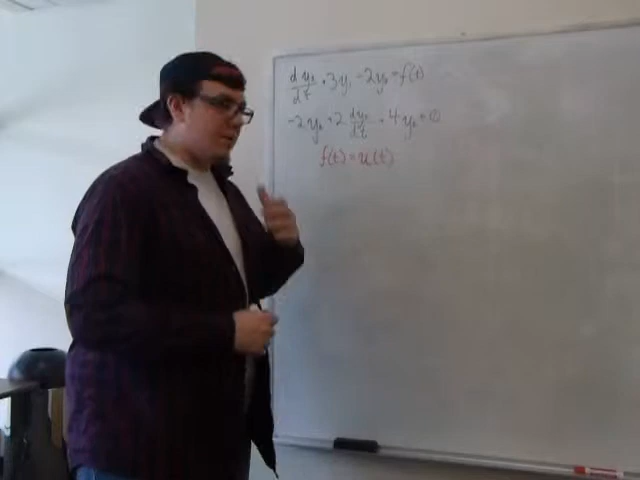 dy₁/dt + 3y₁ - 2y₂ = f(t)
-2y₁ + 2 dy₂/dt + 4y₂ = 0
f(t) = u(t)